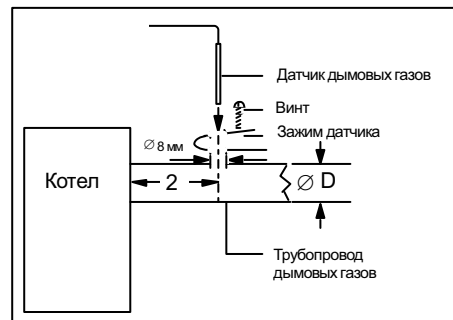 Датчик дымовых газов
Винт
Зажим датчика
∅ 8 мм
Котел
2
∅ D
Трубопровод
дымовых газов